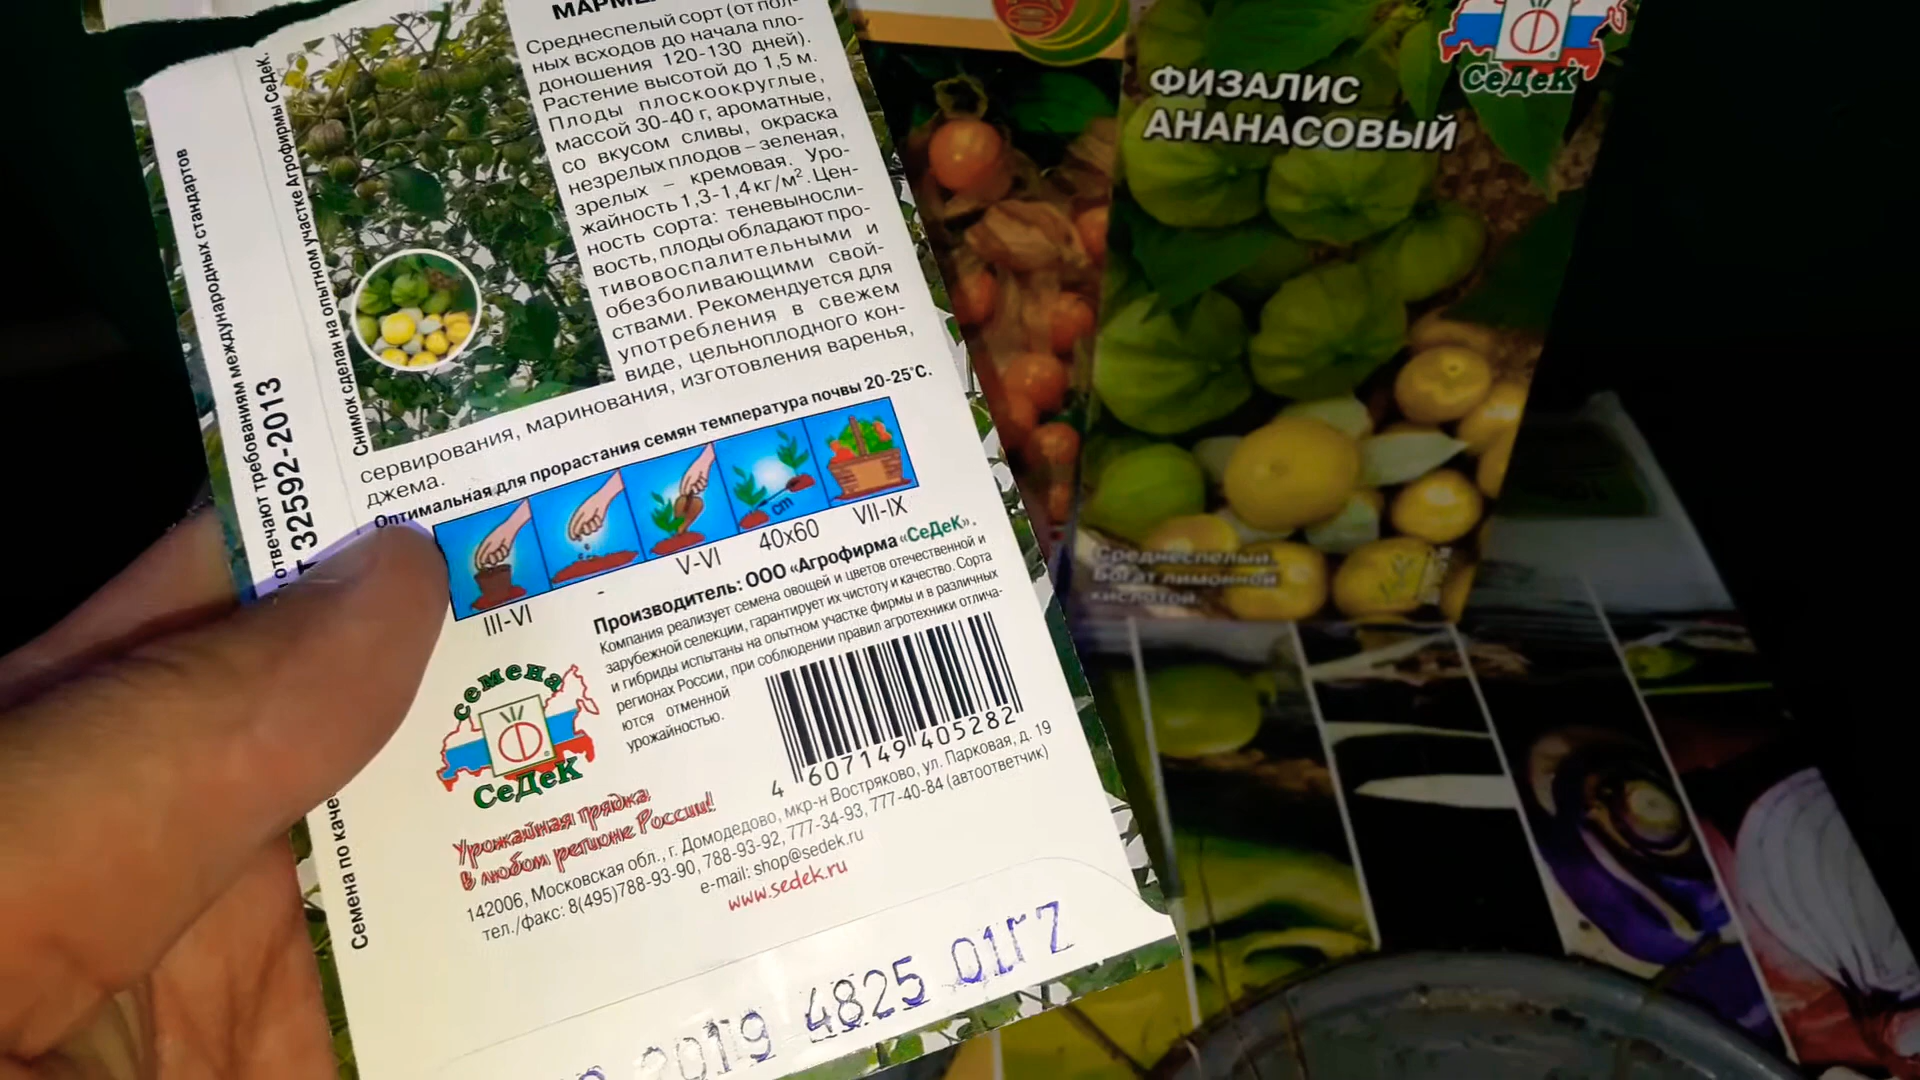 Среднеспелый сорт (от пол-
ных всходов до начала пло-
доношения 120-130 дней).
Растение высотой до 1,5 м.
Плоды плоскоокруглые,
массой 30-40 г, ароматные,
со вкусом сливы, окраска
незрелых плодов – зеленая,
зрелых – кремовая. Уро-
жайность 1,3-1,4 кг/м². Цен-
ность сорта: теневыносли-
вость, плоды обладают про-
тивовоспалительными и
обезболивающими свой-
ствами. Рекомендуется для
употребления в свежем
виде, цельноплодного кон-
сервирования, маринования, изготовления варенья,
джема.
Оптимальная для прорастания семян температура почвы 20-25°С.
cm
III-VI
-
V-VI
40x60
VII-IX
Производитель: ООО «Агрофирма «СеДеК».
Компания реализует семена овощей и цветов отечественной и
зарубежной селекции, гарантирует их чистоту и качество. Сорта
и гибриды испытаны на опытном участке фирмы и в различных
регионах России, при соблюдении правил агротехники отлича-
ются отменной
урожайностью.
семена
СеДеК
Урожайная грядка
в любом регионе России!
4 607149 405282
142006, Московская обл., г. Домодедово, мкр-н Востряково, ул. Парковая, д. 19
тел./факс: 8(495)788-93-90, 788-93-92, 777-34-93, 777-40-84 (автоответчик)
e-mail: shop@sedek.ru
www.sedek.ru
2019 4825 01Г7
Снимок сделан на опытном участке Агрофирмы СеДеК.
отвечают требованиям международных стандартов
32592-2013
Семена по каче
СеДеК
ФИЗАЛИС
АНАНАСОВЫЙ
Среднеспелый.
Богат лимонной
кислотой.